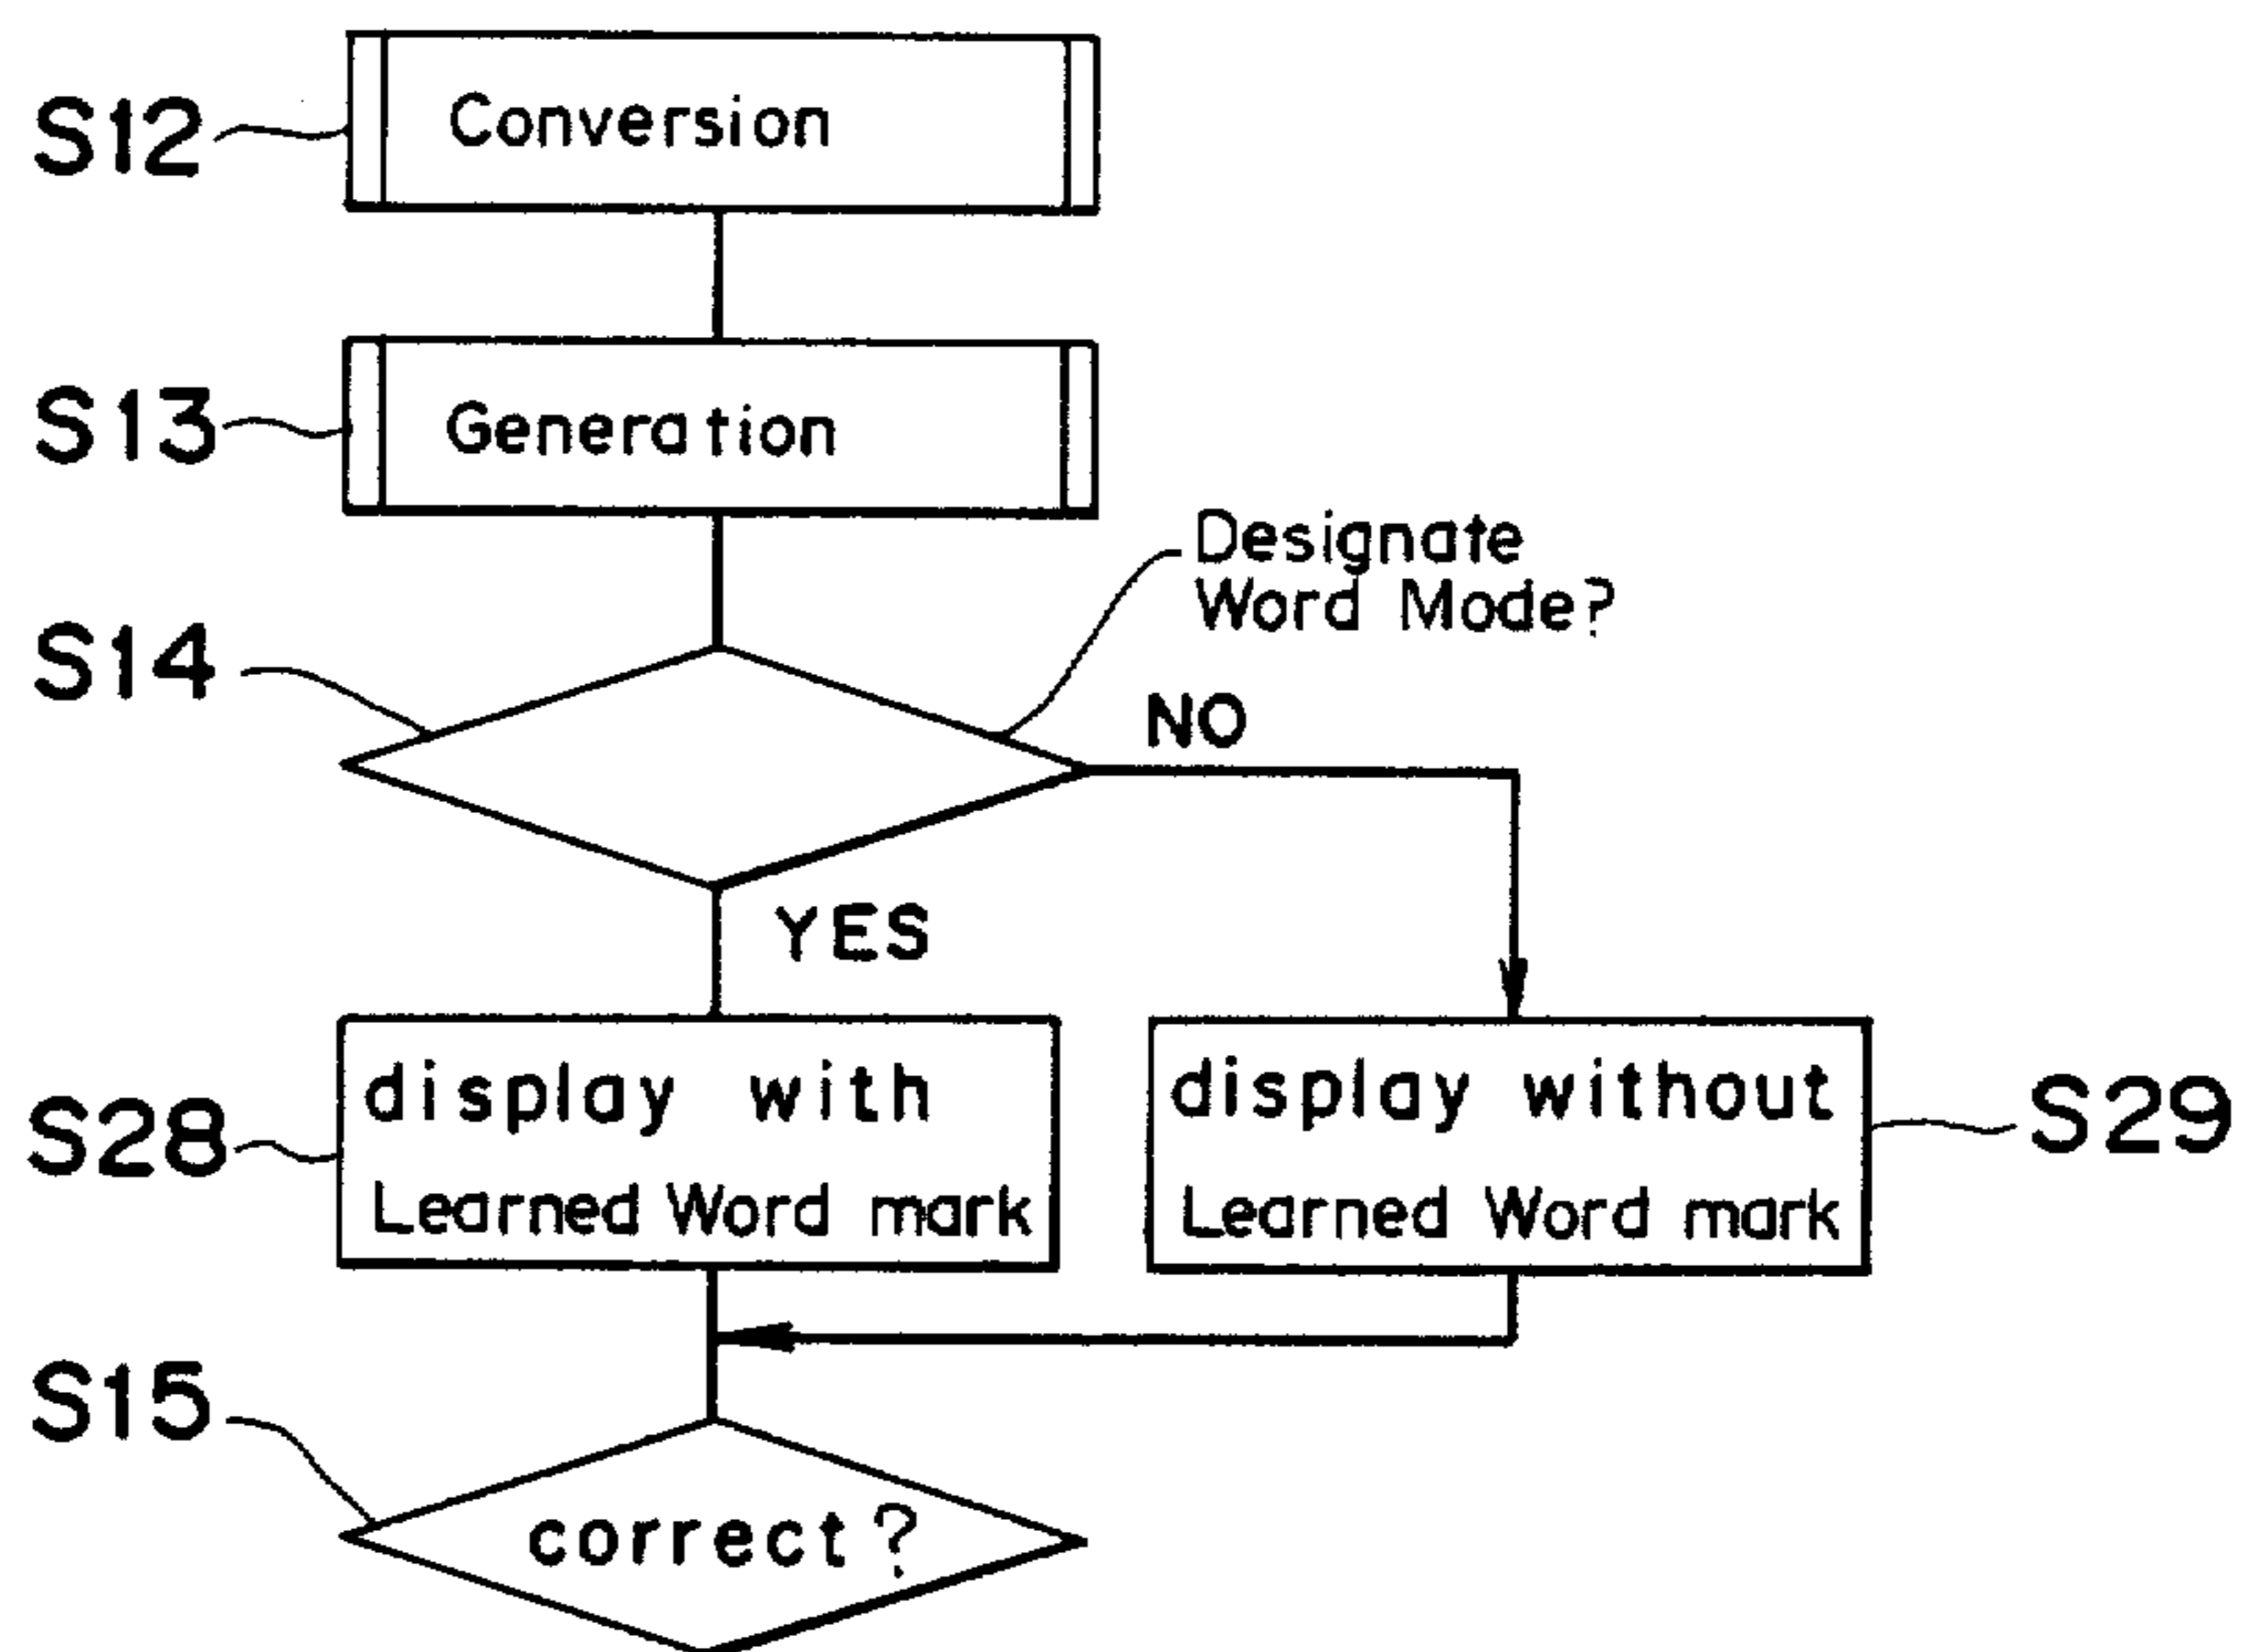 S12
Conversion
S13
Generation
Designate
Word Mode?
S14
NO
YES
display with
Learned Word mark
S28
display without
Learned Word mark
S29
S15
correct?